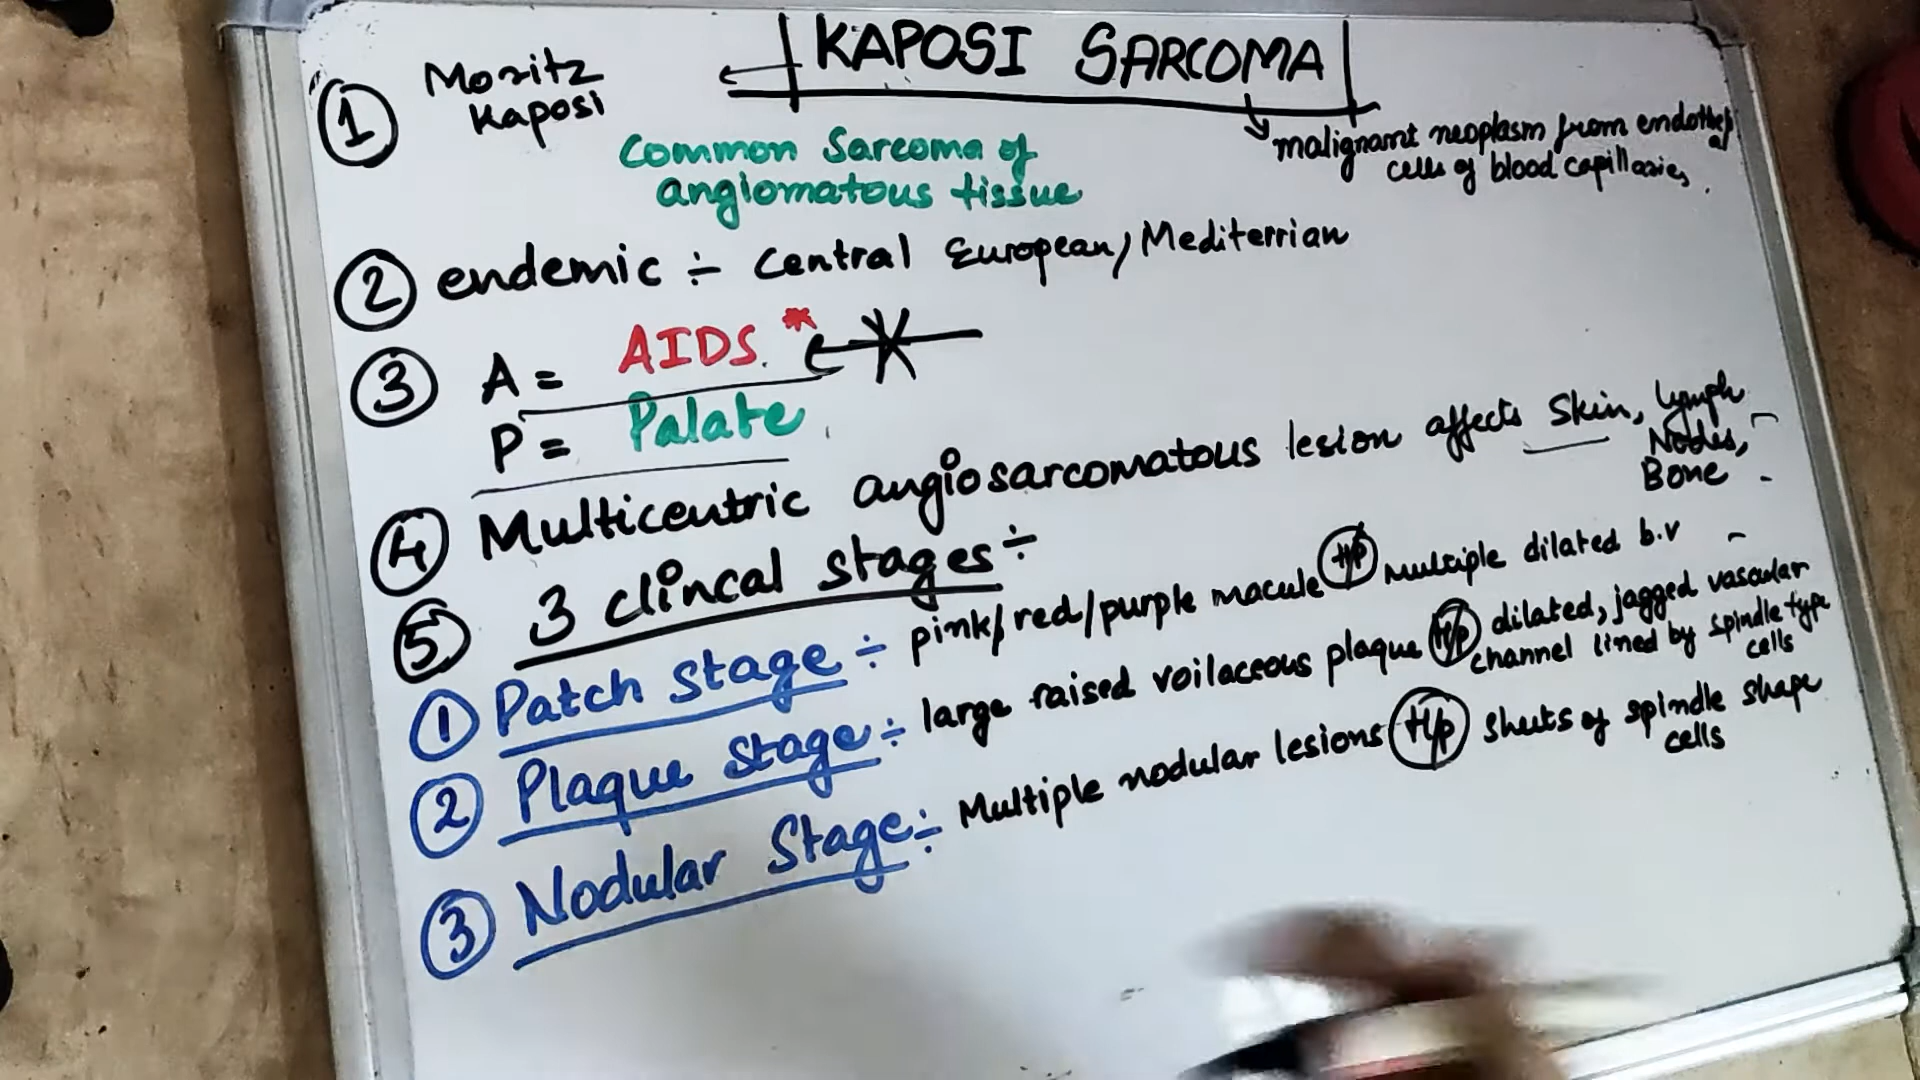 KAPOSI SARCOMA
① Moritz
Kaposi
Common Sarcoma of
angiomatous tissue
malignant neoplasm from endothelial
cells of blood capillaries.
② endemic ÷ Central European, Mediterrian
③ A = AIDS *
P = Palate
④ Multicentric angiosarcomatous lesion affects Skin, Lymph
Nodes,
Bone
⑤ 3 clincal stages ÷
① Patch stage ÷ pink/red/purple macule H/p Multiple dilated b.v
② Plaque stage ÷ large raised voilaceous plaque H/p dilated, jagged vascular
channel lined by spindle type
cells
③ Nodular Stage ÷ Multiple nodular lesions H/p Sheets of spindle shape
cells